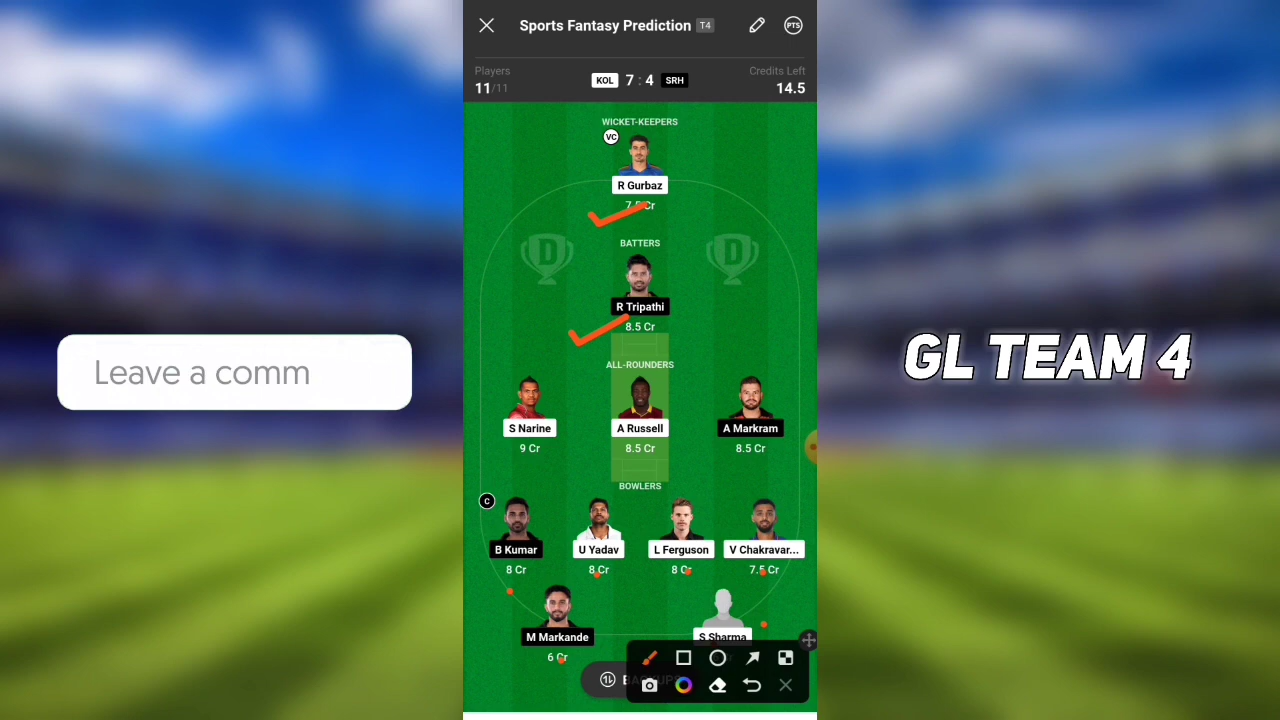 Sports Fantasy Prediction T4
PTS
Players
11/11
KOL 7 : 4 SRH
Credits Left
14.5
WICKET-KEEPERS
VC
R Gurbaz
BATTERS
R Tripathi
8.5 Cr
ALL-ROUNDERS
S Narine
A Russell
A Markram
9 Cr
8.5 Cr
8.5 Cr
BOWLERS
C
B Kumar
U Yadav
L Ferguson
V Chakravar...
8 Cr
8 Cr
8 Cr
7.5 Cr
M Markande
S Sharma
6 Cr
Leave a comm
GL TEAM 4